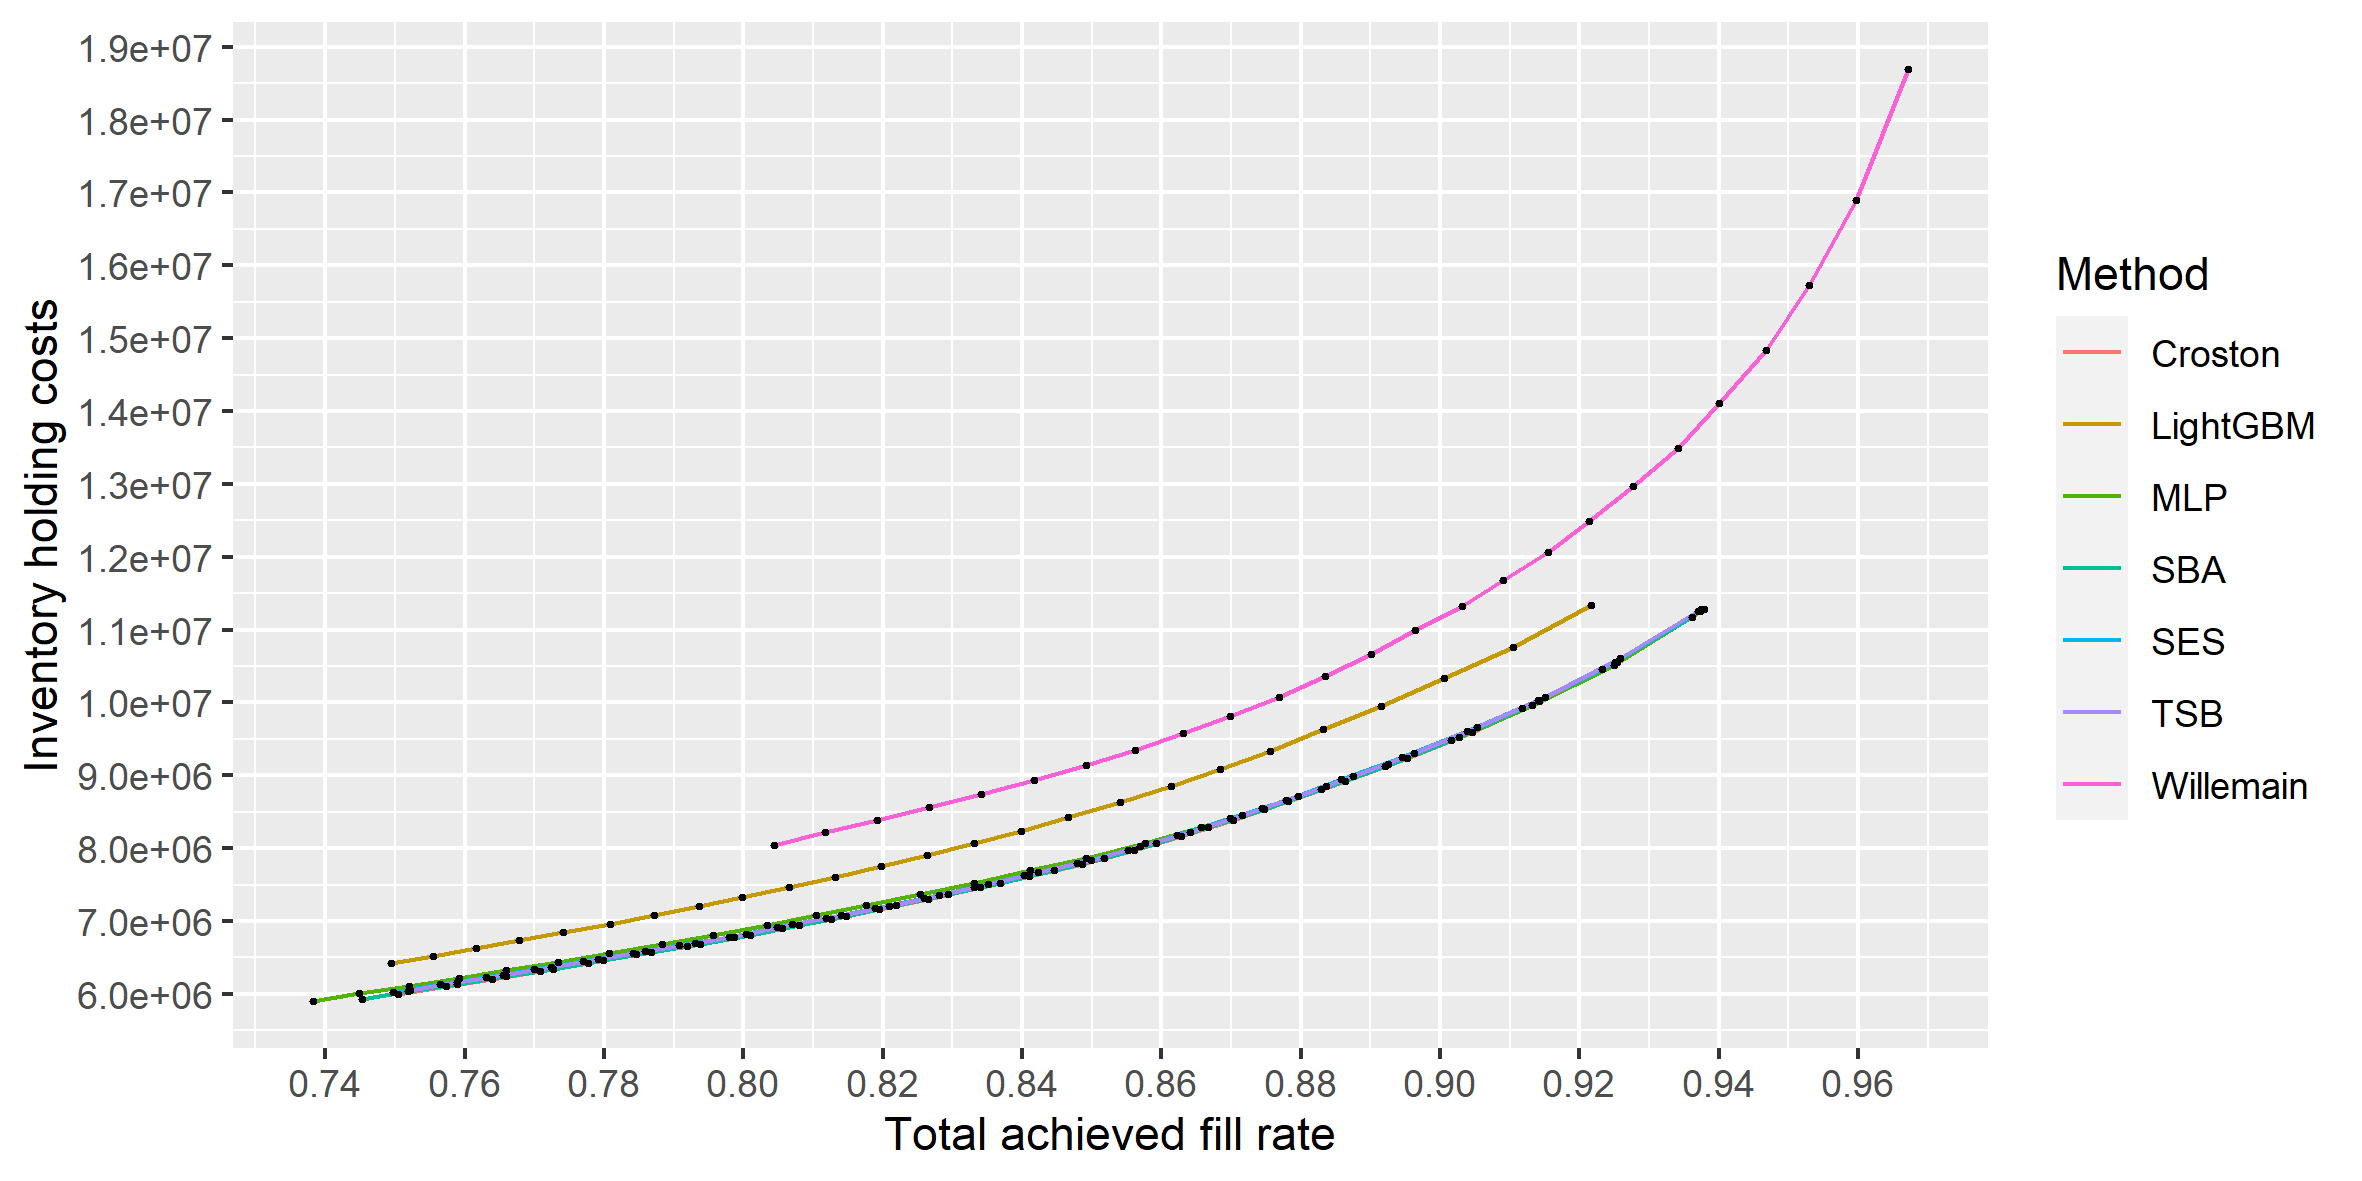 1.9e+07
1.8e+07
1.7e+07
1.6e+07
1.5e+07
1.4e+07
1.3e+07
1.2e+07
1.1e+07
1.0e+07
9.0e+06
8.0e+06
7.0e+06
6.0e+06
Inventory holding costs
0.74 0.76 0.78 0.80 0.82 0.84 0.86 0.88 0.90 0.92 0.94 0.96
Total achieved fill rate
Method
Croston
LightGBM
MLP
SBA
SES
TSB
Willemain